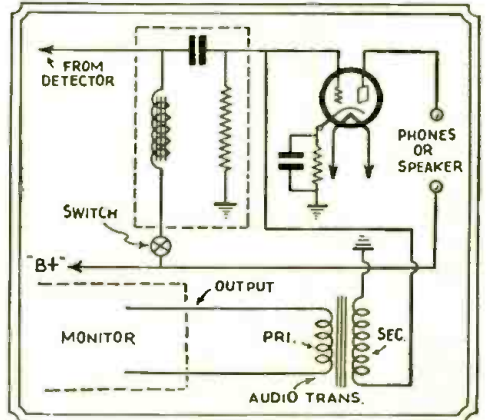 FROM
DETECTOR
PHONES
OR
SPEAKER
SWITCH
"B+"
OUTPUT
MONITOR
PRI.
SEC.
AUDIO TRANS.